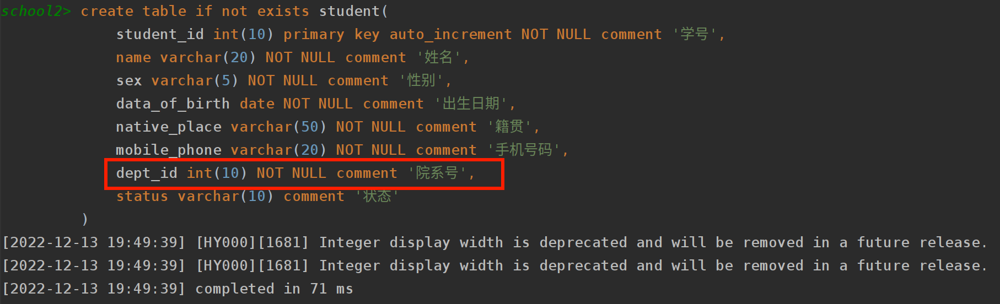 school2> create table if not exists student(
student_id int(10) primary key auto_increment NOT NULL comment '学号',
name varchar(20) NOT NULL comment '姓名',
sex varchar(5) NOT NULL comment '性别',
data_of_birth date NOT NULL comment '出生日期',
native_place varchar(50) NOT NULL comment '籍贯',
mobile_phone varchar(20) NOT NULL comment '手机号码',
dept_id int(10) NOT NULL comment '院系号',
status varchar(10) comment '状态'
)
[2022-12-13 19:49:39] [HY000][1681] Integer display width is deprecated and will be removed in a future release.
[2022-12-13 19:49:39] [HY000][1681] Integer display width is deprecated and will be removed in a future release.
[2022-12-13 19:49:39] completed in 71 ms